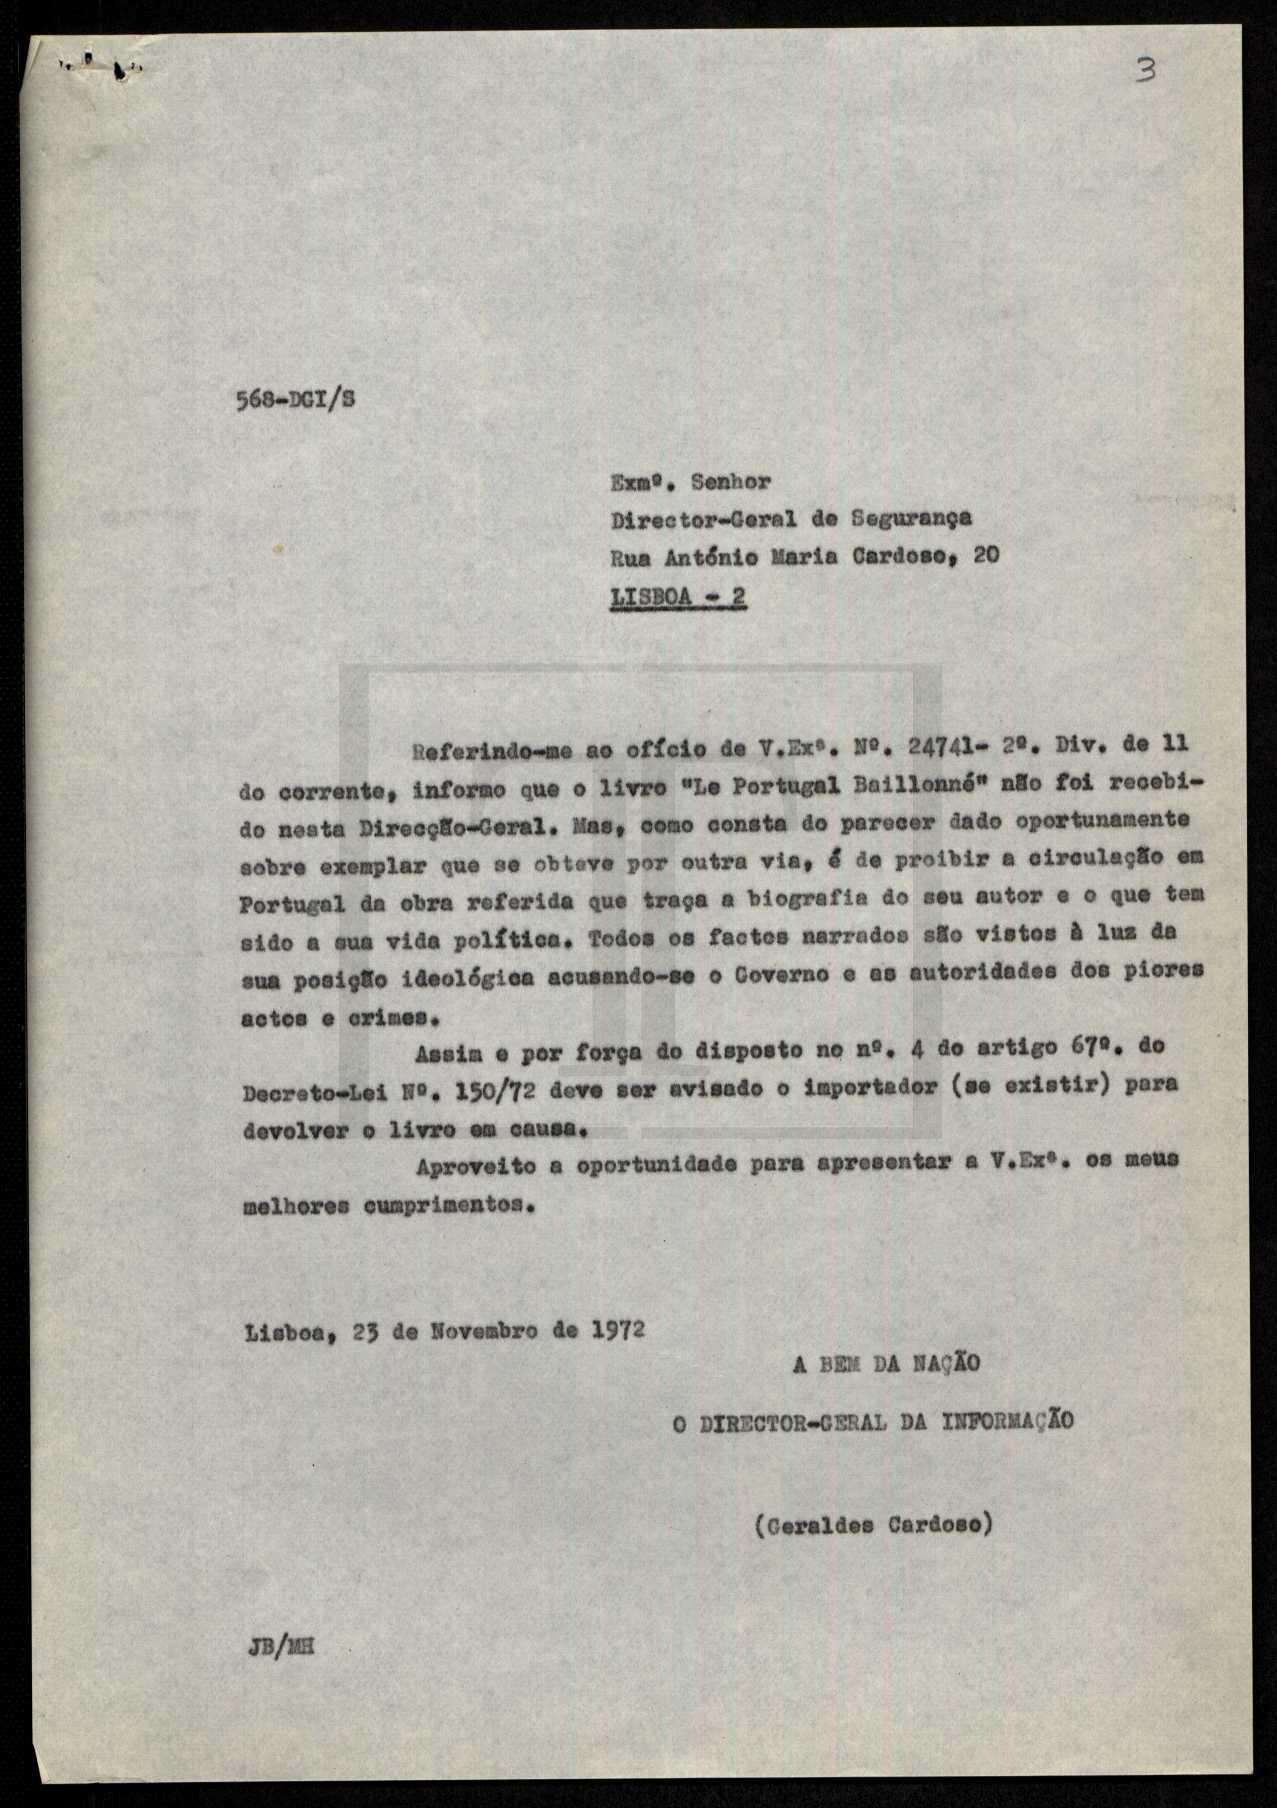 3
568-DGI/S
Exmº. Senhor
Director-Geral de Segurança
Rua António Maria Cardoso, 20
LISBOA - 2
Referindo-me ao ofício de V.Exª. Nº. 24741- 2ª. Div. de 11
do corrente, informo que o livro "Le Portugal Baillonné" não foi recebi-
do nesta Direcção-Geral. Mas, como consta do parecer dado oportunamente
sobre exemplar que se obteve por outra via, é de proibir a circulação em
Portugal da obra referida que traça a biografia do seu autor e o que tem
sido a sua vida política. Todos os factos narrados são vistos à luz da
sua posição ideológica acusando-se o Governo e as autoridades dos piores
actos e crimes.
Assim e por força do disposto no nº. 4 do artigo 67º. do
Decreto-Lei Nº. 150/72 deve ser avisado o importador (se existir) para
devolver o livro em causa.
Aproveito a oportunidade para apresentar a V.Exª. os meus
melhores cumprimentos.
Lisboa, 23 de Novembro de 1972
A BEM DA NAÇÃO
O DIRECTOR-GERAL DA INFORMAÇÃO
(Geraldes Cardoso)
JB/MH